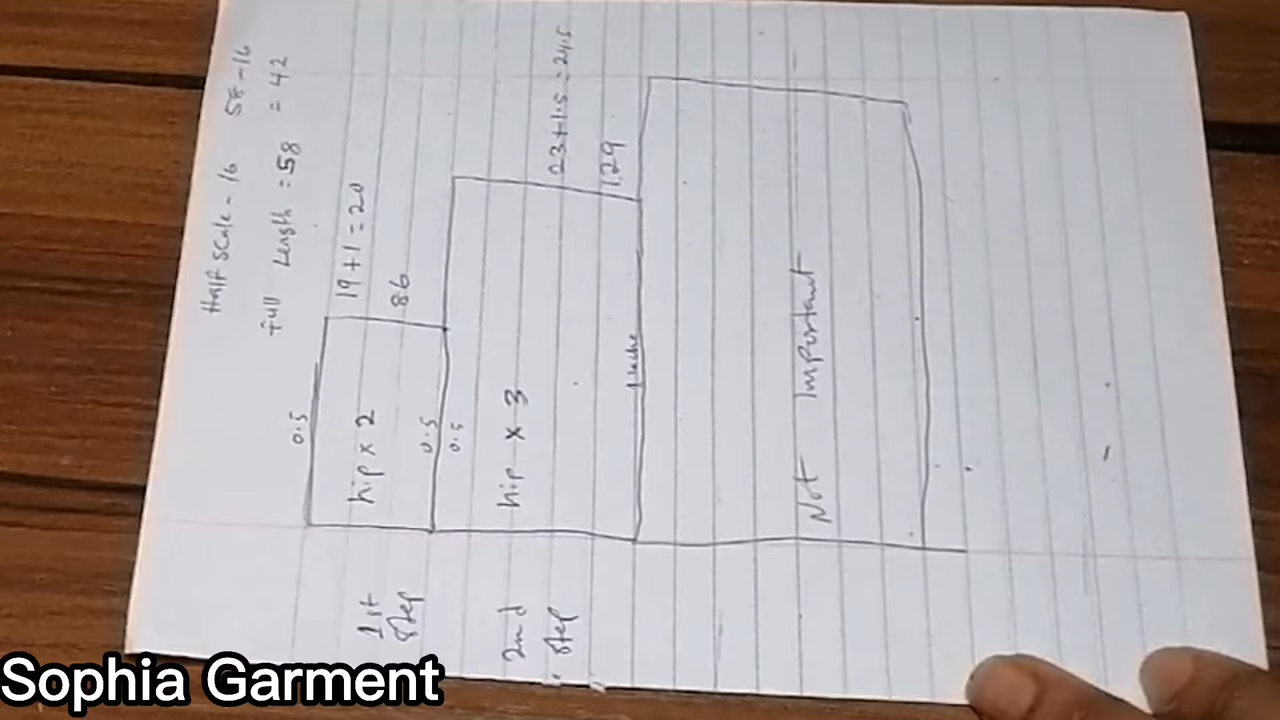 Half Scale - 16 58-16
Full Length = 58 = 42
0.5
1st
step
hip x 2
19+1=20
86
0.5
0.5
2nd
step
hip x 3
23+1.5=24.5
129
Not Important
Sophia Garment